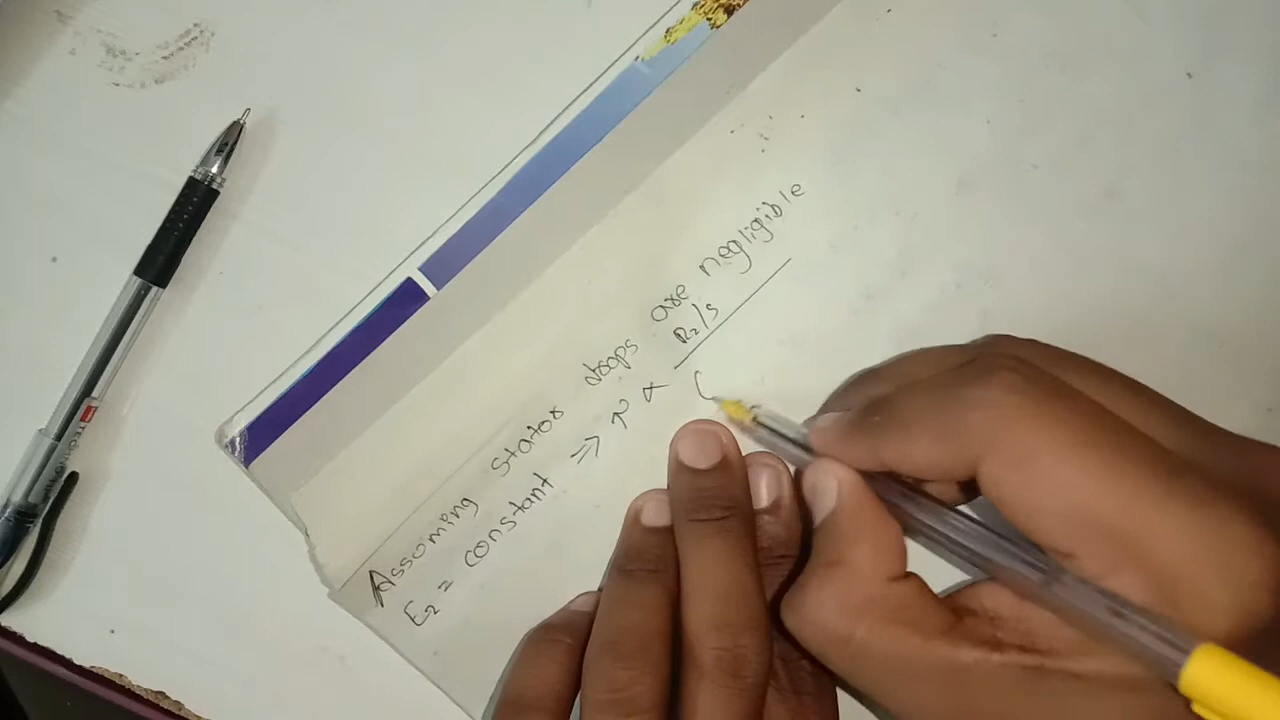 Assuming stator drops are negligible
E2 = constant ⇒ τ ∝ R2/s
(